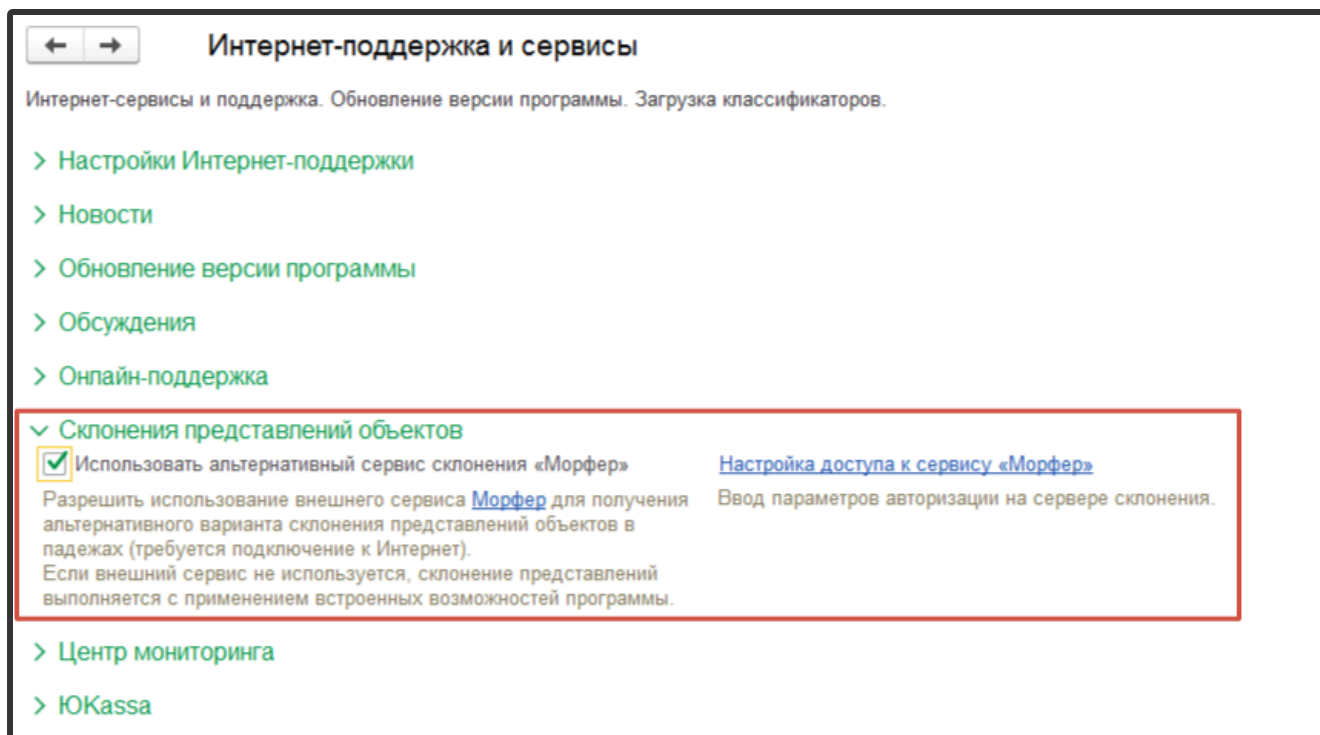 Интернет-поддержка и сервисы
Интернет-сервисы и поддержка. Обновление версии программы. Загрузка классификаторов.
Настройки Интернет-поддержки
Новости
Обновление версии программы
Обсуждения
Онлайн-поддержка
Склонения представлений объектов
Использовать альтернативный сервис склонения «Морфер»
Разрешить использование внешнего сервиса Морфер для получения
альтернативного варианта склонения представлений объектов в
падежах (требуется подключение к Интернет).
Если внешний сервис не используется, склонение представлений
выполняется с применением встроенных возможностей программы.
Настройка доступа к сервису «Морфер»
Ввод параметров авторизации на сервере склонения.
Центр мониторинга
ЮKassa